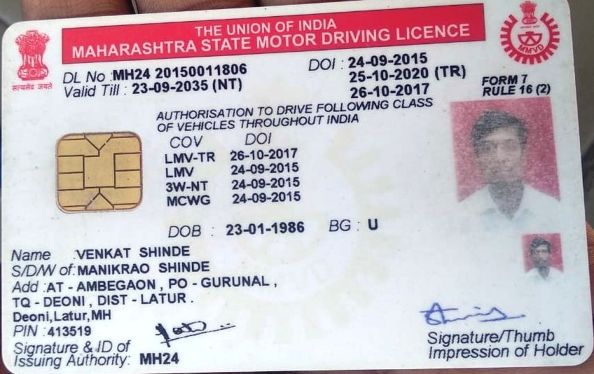 THE UNION OF INDIA
MAHARASHTRA STATE MOTOR DRIVING LICENCE
सत्यमेव जयते
MMVD
DL No : MH24 20150011806 DOI : 24-09-2015
Valid Till : 23-09-2035 (NT) 25-10-2020 (TR)
26-10-2017
FORM 7
RULE 16 (2)
AUTHORISATION TO DRIVE FOLLOWING CLASS
OF VEHICLES THROUGHOUT INDIA
COV DOI
LMV-TR 26-10-2017
LMV 24-09-2015
3W-NT 24-09-2015
MCWG 24-09-2015
DOB : 23-01-1986 BG : U
Name : VENKAT SHINDE
S/D/W of : MANIKRAO SHINDE
Add : AT - AMBEGAON , PO - GURUNAL ,
TQ - DEONI , DIST - LATUR .
Deoni,Latur,MH
PIN : 413519
Signature & ID of
Issuing Authority: MH24
Signature/Thumb
Impression of Holder